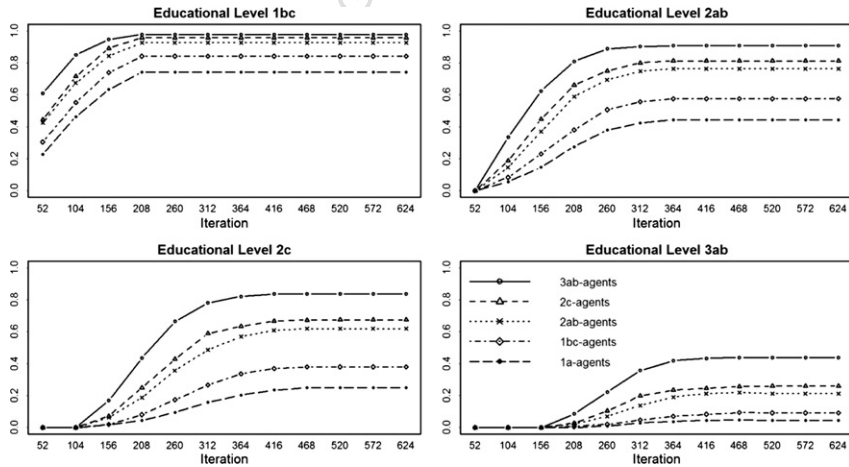 Educational Level 1bc
0.0 0.2 0.4 0.6 0.8 1.0
52 104 156 208 260 312 364 416 468 520 572 624
Iteration
Educational Level 2ab
0.0 0.2 0.4 0.6 0.8 1.0
52 104 156 208 260 312 364 416 468 520 572 624
Iteration
Educational Level 2c
0.0 0.2 0.4 0.6 0.8 1.0
52 104 156 208 260 312 364 416 468 520 572 624
Iteration
Educational Level 3ab
0.0 0.2 0.4 0.6 0.8 1.0
3ab-agents
2c-agents
2ab-agents
1bc-agents
1a-agents
52 104 156 208 260 312 364 416 468 520 572 624
Iteration